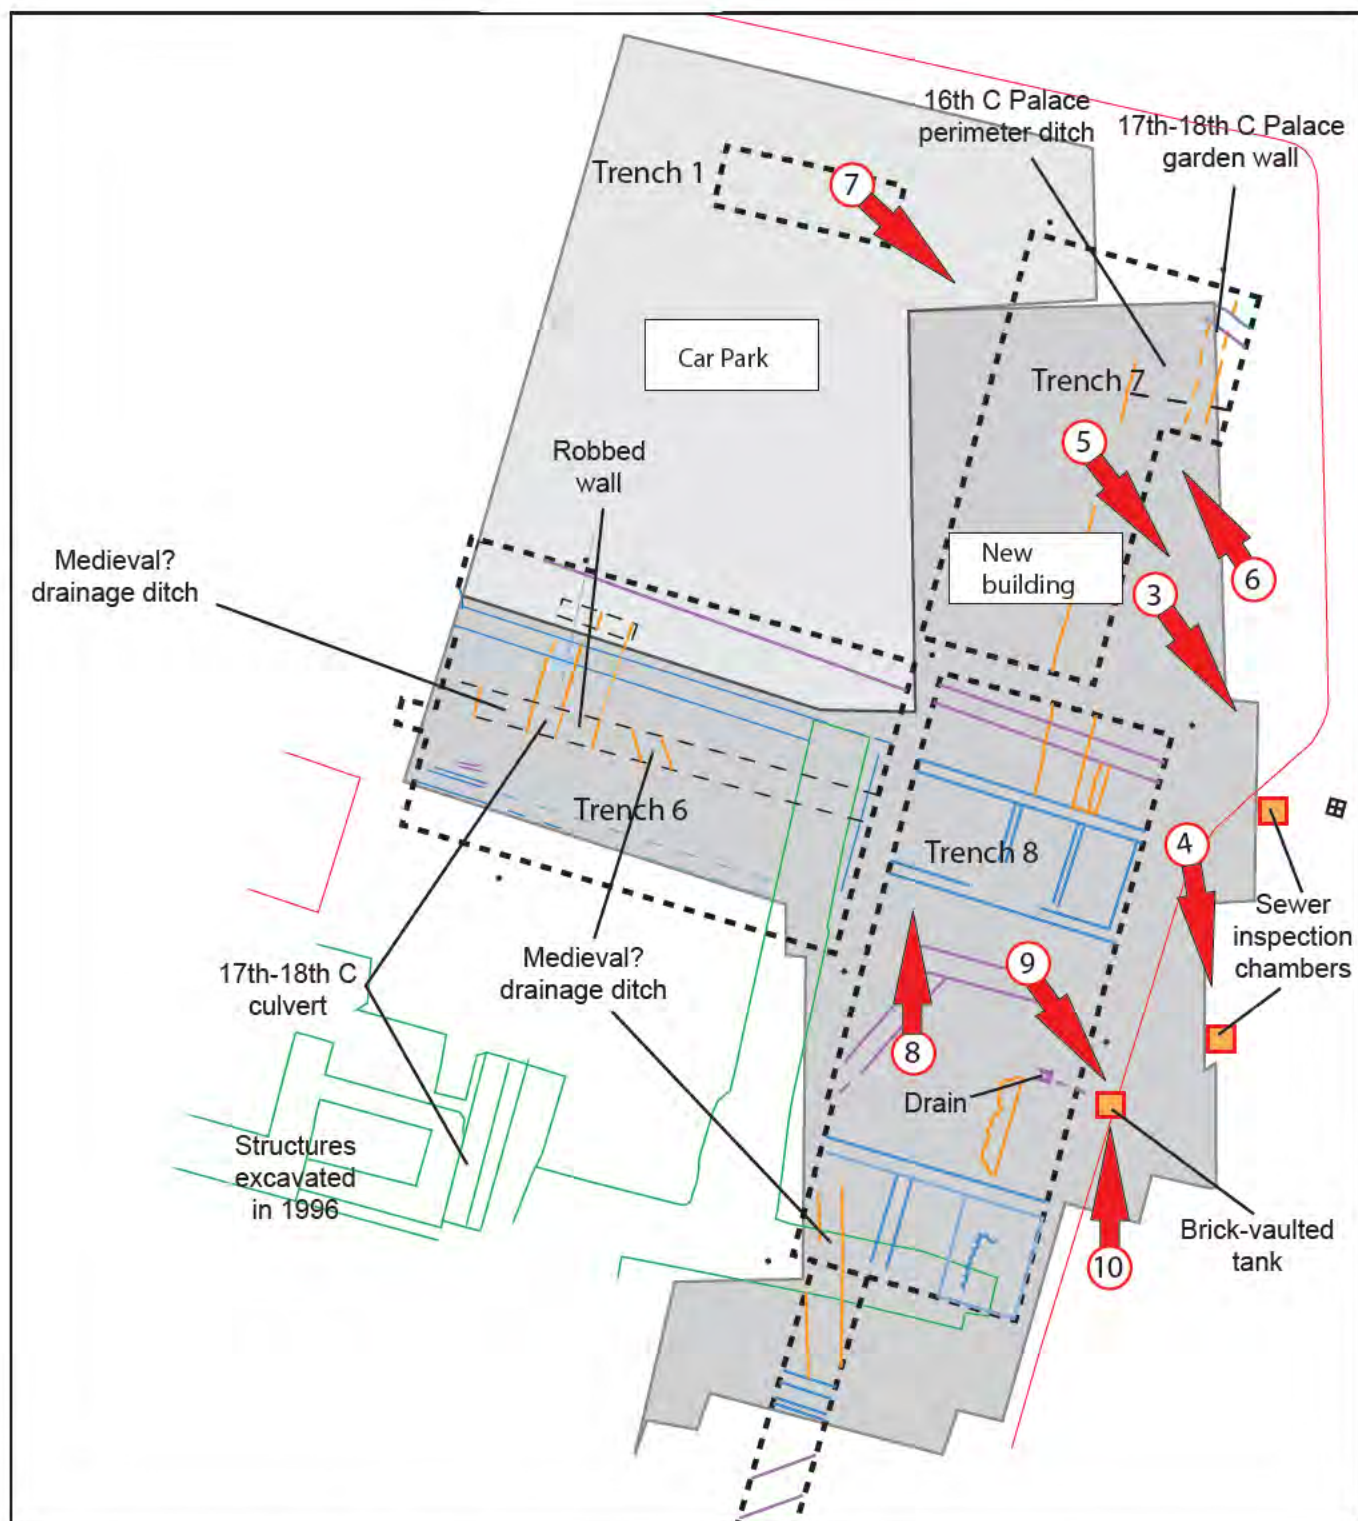 16th C Palace
perimeter ditch
17th-18th C Palace
garden wall
Trench 1
7
Car Park
Trench 7
5
Robbed
wall
New
building
6
3
Medieval?
drainage ditch
Trench 6
Trench 8
4
Sewer
inspection
chambers
17th-18th C
culvert
Medieval?
drainage ditch
9
8
Drain
Structures
excavated
in 1996
Brick-vaulted
tank
10